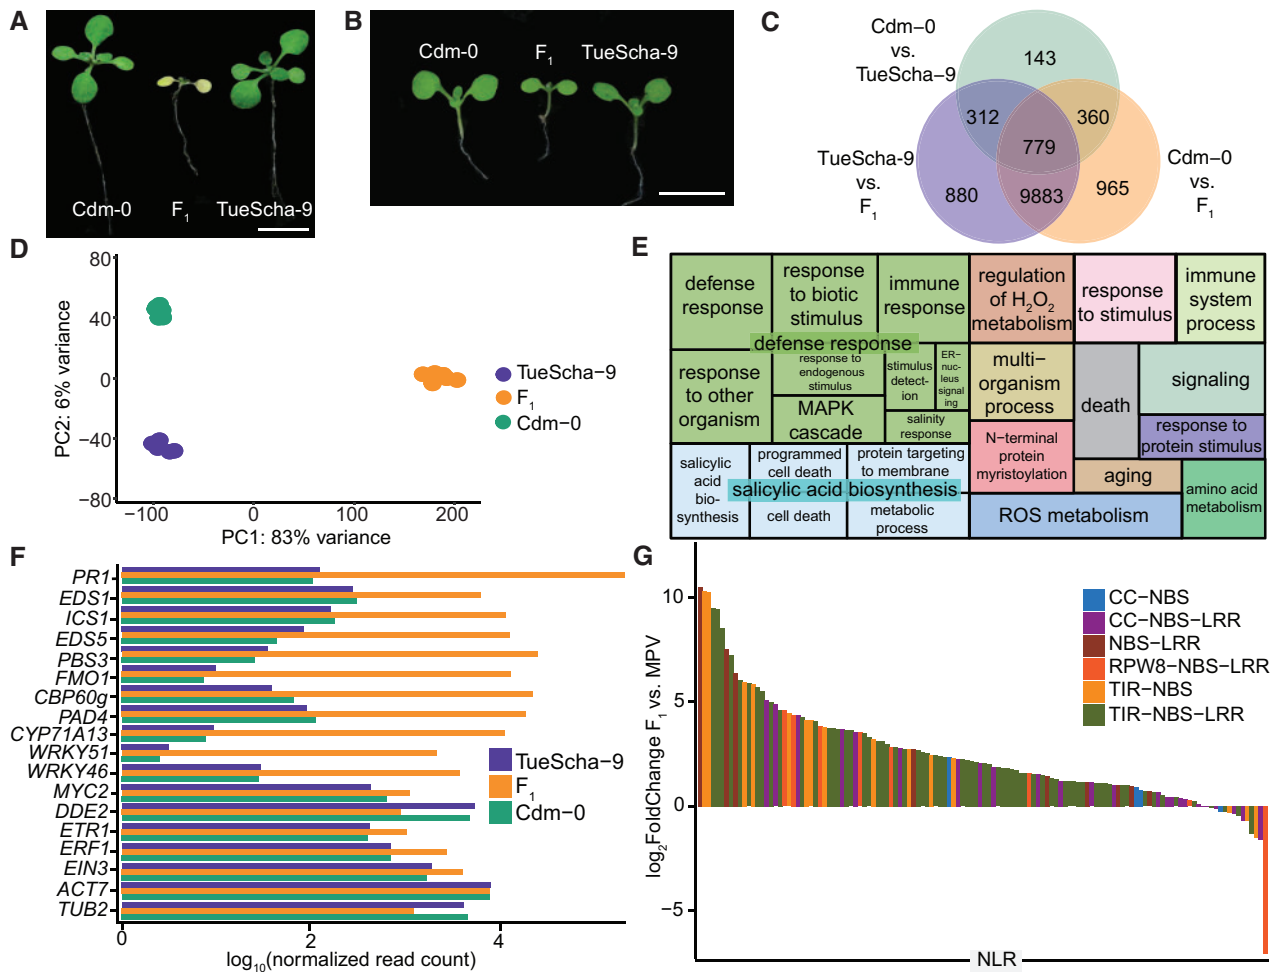 A
Cdm-0
F1
TueScha-9
B
Cdm-0
F1
TueScha-9
C
Cdm−0
vs.
TueScha−9
143
312
360
779
TueScha−9
vs.
F1
Cdm−0
vs.
F1
880
9883
965
D
80
40
0
−40
−80
PC2: 6% variance
−100
0
100
200
PC1: 83% variance
TueScha−9
F1
Cdm−0
E
defense
response
response
to biotic
stimulus
immune
response
defense response
response
to other
organism
response to
endogenous
stimulus
MAPK
cascade
stimulus
detect-
ion
ER−
nuc-
leus
signal
ing
salinity
response
salicylic
acid
bio-
synthesis
programmed
cell death
protein targeting
to membrane
salicylic acid biosynthesis
cell death
metabolic
process
regulation
of H2O2
metabolism
response
to stimulus
immune
system
process
multi−
organism
process
death
signaling
response to
protein stimulus
N−terminal
protein
myristoylation
aging
amino acid
metabolism
ROS metabolism
F
PR1
EDS1
ICS1
EDS5
PBS3
FMO1
CBP60g
PAD4
CYP71A13
WRKY51
WRKY46
MYC2
DDE2
ETR1
ERF1
EIN3
ACT7
TUB2
0
2
4
log10(normalized read count)
TueScha−9
F1
Cdm−0
G
10
5
0
−5
log2FoldChange F1 vs. MPV
CC−NBS
CC−NBS−LRR
NBS−LRR
RPW8−NBS−LRR
TIR−NBS
TIR−NBS−LRR
NLR